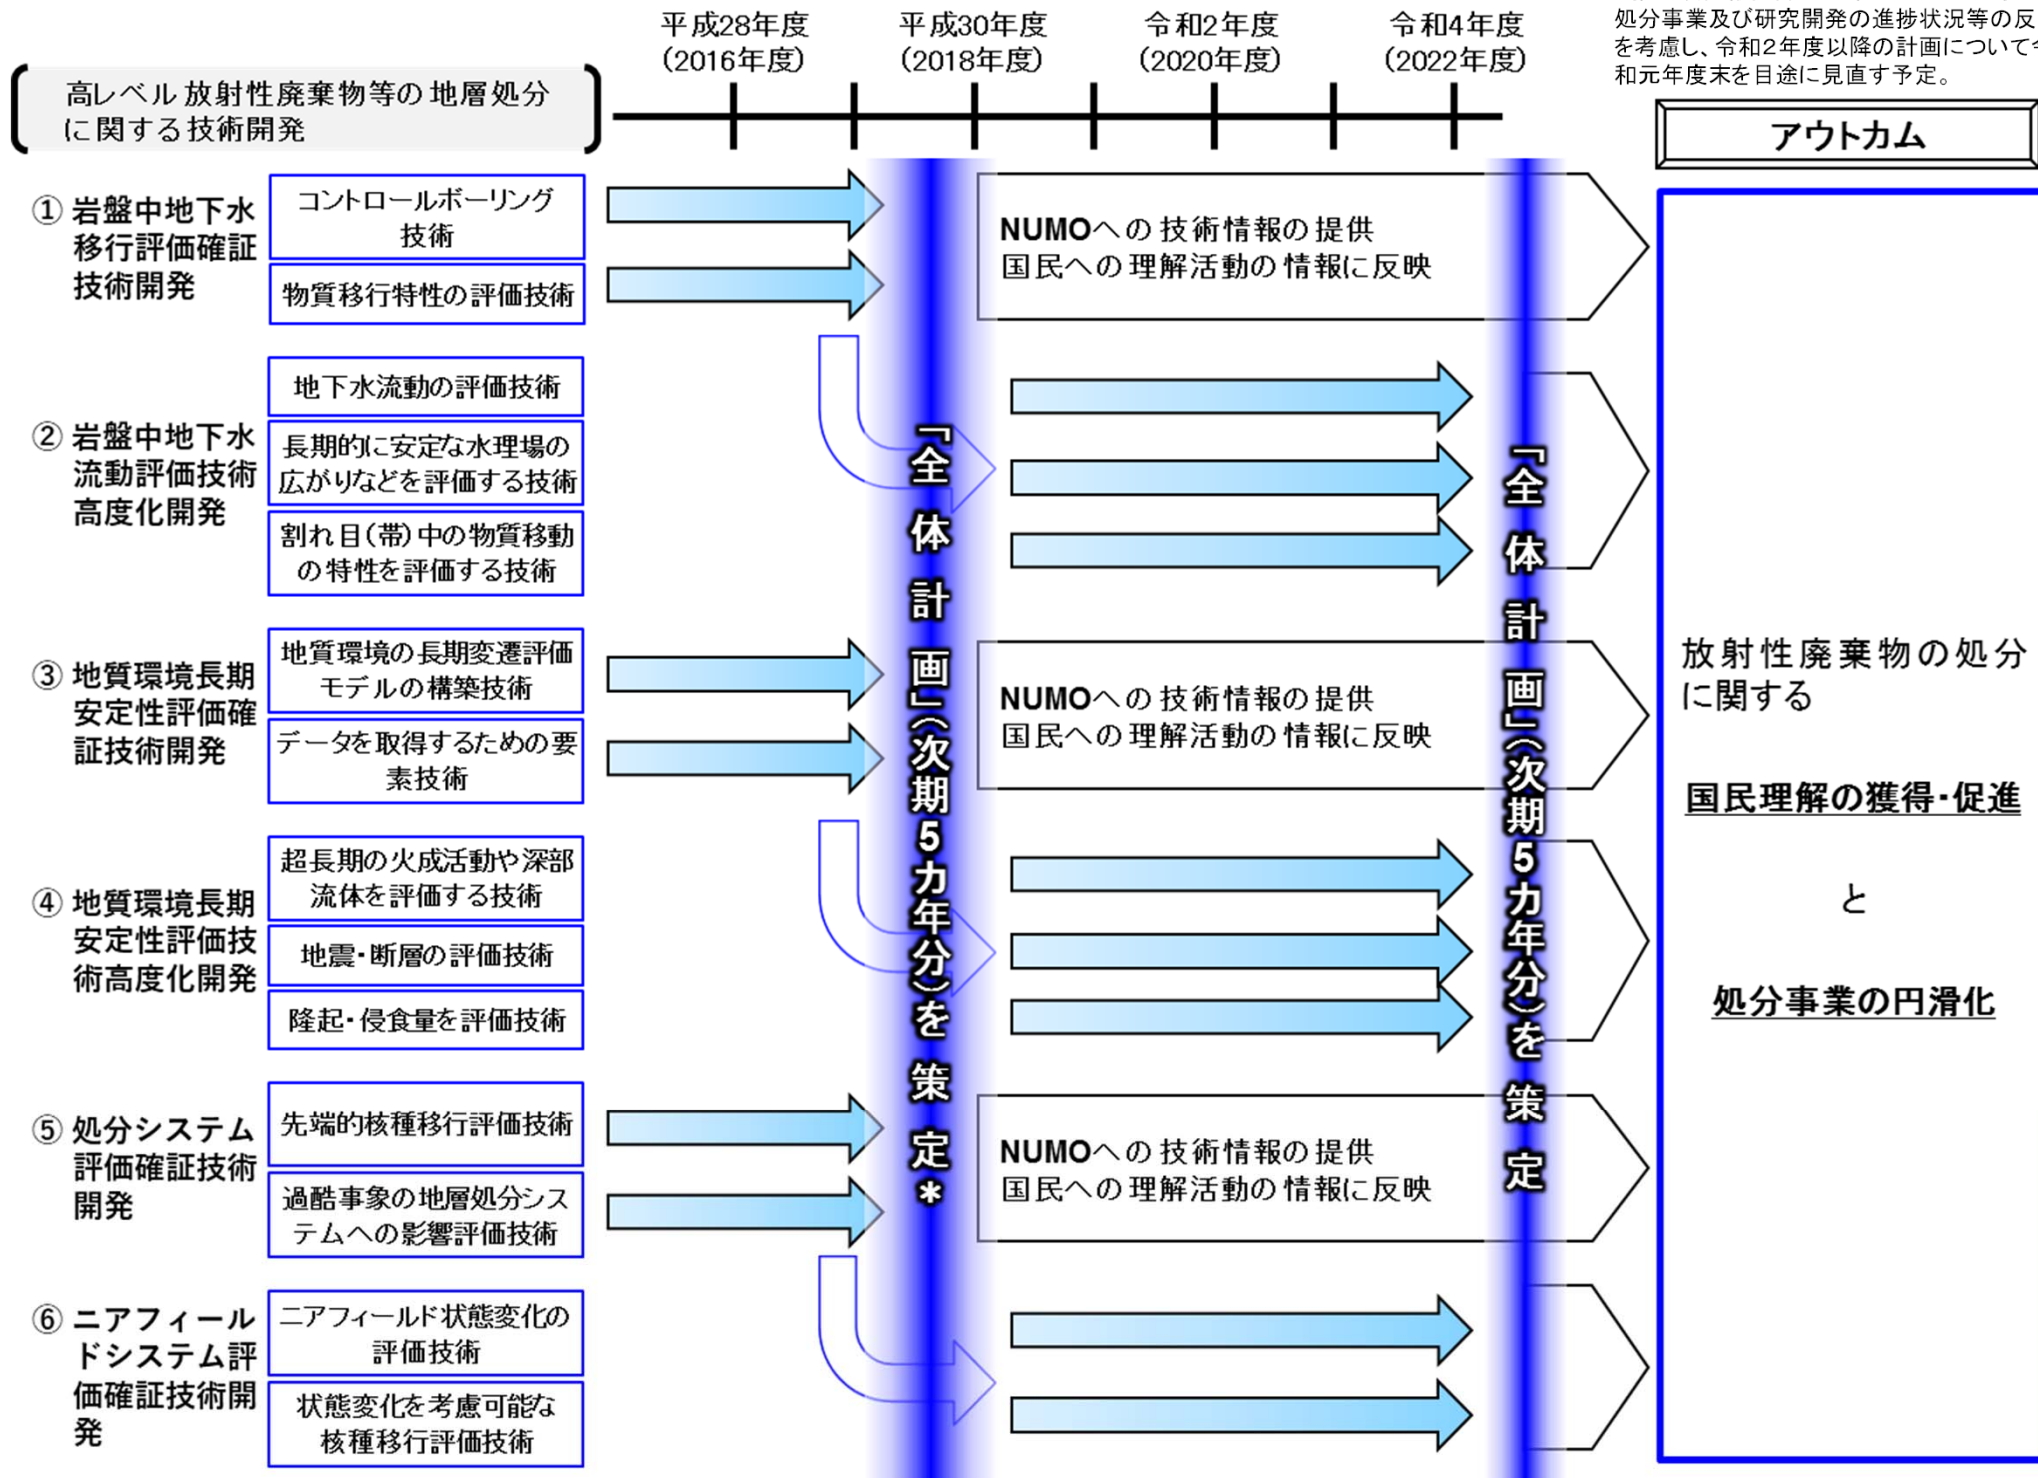 平成28年度
(2016年度)
平成30年度
(2018年度)
令和2年度
(2020年度)
令和4年度
(2022年度)
処分事業及び研究開発の進捗状況等の反
を考慮し、令和2年度以降の計画について令
和元年度末を目途に見直す予定。
高レベル放射性廃棄物等の地層処分
に関する技術開発
アウトカム
① 岩盤中地下水
移行評価確証
技術開発
コントロールボーリング
技術
物質移行特性の評価技術
NUMOへの技術情報の提供
国民への理解活動の情報に反映
② 岩盤中地下水
流動評価技術
高度化開発
地下水流動の評価技術
長期的に安定な水理場の
広がりなどを評価する技術
割れ目(帯)中の物質移動
の特性を評価する技術
③ 地質環境長期
安定性評価確
証技術開発
地質環境の長期変遷評価
モデルの構築技術
データを取得するための要
素技術
NUMOへの技術情報の提供
国民への理解活動の情報に反映
④ 地質環境長期
安定性評価技
術高度化開発
超長期の火成活動や深部
流体を評価する技術
地震・断層の評価技術
隆起・侵食量を評価技術
⑤ 処分システム
評価確証技術
開発
先端的核種移行評価技術
過酷事象の地層処分シス
テムへの影響評価技術
NUMOへの技術情報の提供
国民への理解活動の情報に反映
⑥ ニアフィール
ドシステム評
価確証技術開
発
ニアフィールド状態変化の
評価技術
状態変化を考慮可能な
核種移行評価技術
「全体計画」(次期5カ年分)を策定*
「全体計画」(次期5カ年分)を策定
放射性廃棄物の処分
に関する
国民理解の獲得・促進
と
処分事業の円滑化